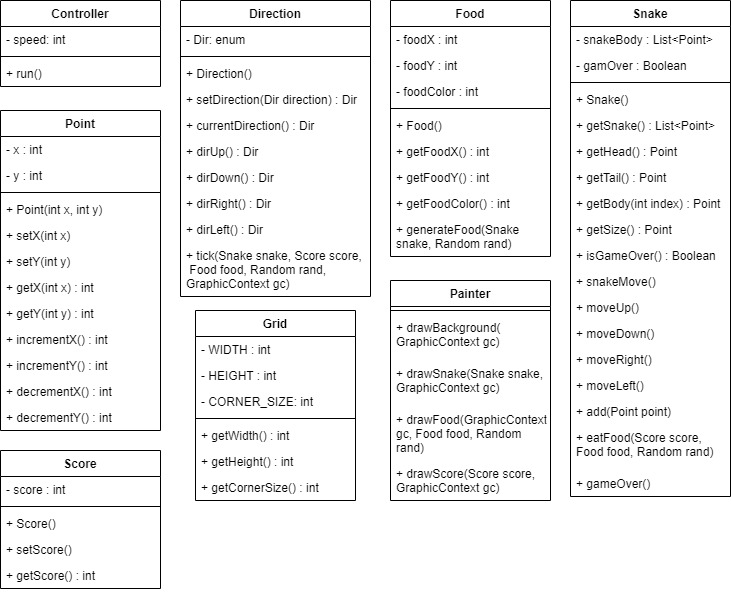 Controller
- speed: int
+ run()
Point
- x : int
- y : int
+ Point(int x, int y)
+ setX(int x)
+ setY(int y)
+ getX(int x) : int
+ getY(int y) : int
+ incrementX() : int
+ incrementY() : int
+ decrementX() : int
+ decrementY() : int
Score
- score : int
+ Score()
+ setScore()
+ getScore() : int
Direction
- Dir: enum
+ Direction()
+ setDirection(Dir direction) : Dir
+ currentDirection() : Dir
+ dirUp() : Dir
+ dirDown() : Dir
+ dirRight() : Dir
+ dirLeft() : Dir
+ tick(Snake snake, Score score,
Food food, Random rand,
GraphicContext gc)
Grid
- WIDTH : int
- HEIGHT : int
- CORNER_SIZE: int
+ getWidth() : int
+ getHeight() : int
+ getCornerSize() : int
Food
- foodX : int
- foodY : int
- foodColor : int
+ Food()
+ getFoodX() : int
+ getFoodY() : int
+ getFoodColor() : int
+ generateFood(Snake
snake, Random rand)
Painter
+ drawBackground(
GraphicContext gc)
+ drawSnake(Snake snake,
GraphicContext gc)
+ drawFood(GraphicContext
gc, Food food, Random
rand)
+ drawScore(Score score,
GraphicContext gc)
Snake
- snakeBody : List<Point>
- gamOver : Boolean
+ Snake()
+ getSnake() : List<Point>
+ getHead() : Point
+ getTail() : Point
+ getBody(int index) : Point
+ getSize() : Point
+ isGameOver() : Boolean
+ snakeMove()
+ moveUp()
+ moveDown()
+ moveRight()
+ moveLeft()
+ add(Point point)
+ eatFood(Score score,
Food food, Random rand)
+ gameOver()